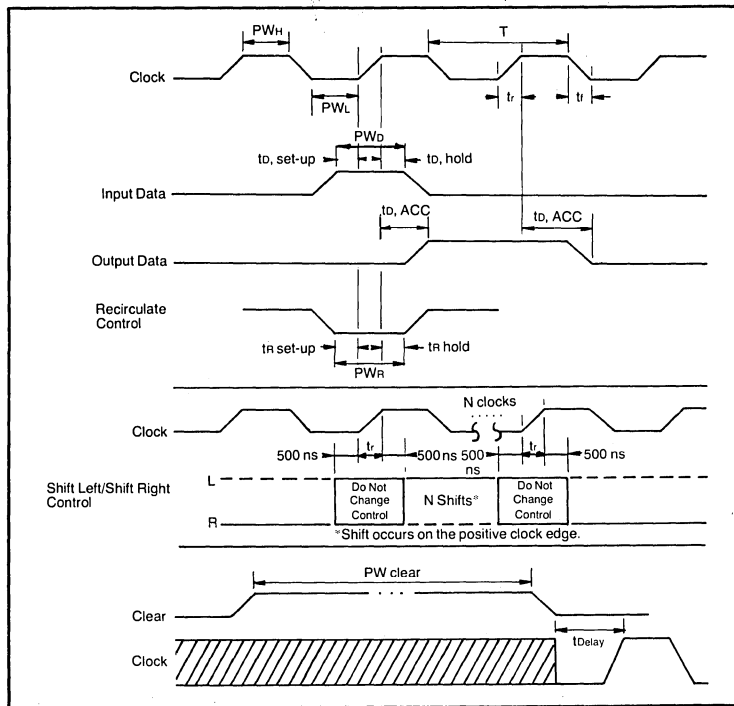 PWH
T
Clock
tr
tf
PWL
PWD
tD, set-up
tD, hold
Input Data
tD, ACC
tD, ACC
Output Data
Recirculate
Control
tR set-up
tR hold
PWR
N clocks
Clock
500 ns
tr
500 ns
500
ns
tr
500 ns
Shift Left/Shift Right
Control
L
R
Do Not
Change
Control
N Shifts*
Do Not
Change
Control
*Shift occurs on the positive clock edge.
PW clear
Clear
tDelay
Clock